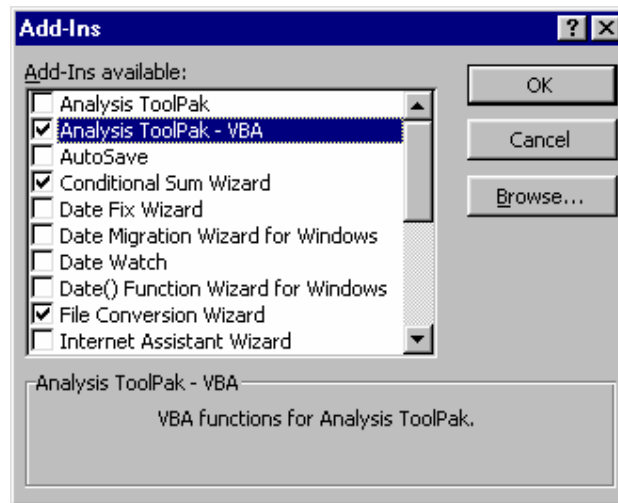 Add-Ins
Add-Ins available:
Analysis ToolPak
Analysis ToolPak - VBA
AutoSave
Conditional Sum Wizard
Date Fix Wizard
Date Migration Wizard for Windows
Date Watch
Date() Function Wizard for Windows
File Conversion Wizard
Internet Assistant Wizard
OK
Cancel
Browse...
Analysis ToolPak - VBA
VBA functions for Analysis ToolPak.